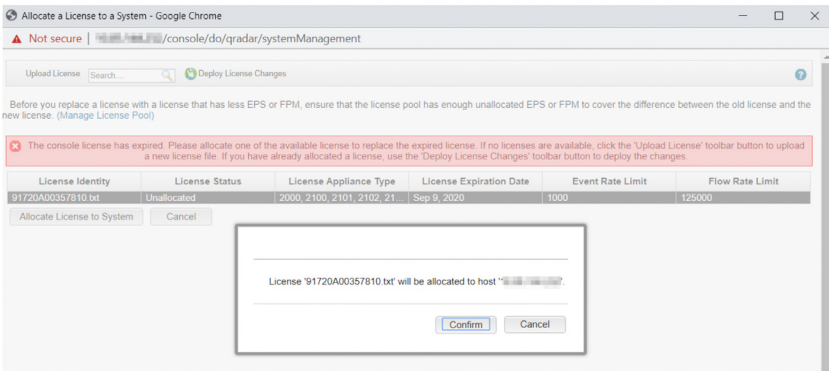 Allocate a License to a System - Google Chrome
Not secure | /console/do/qradar/systemManagement
Upload License Search... Deploy License Changes
Before you replace a license with a license that has less EPS or FPM, ensure that the license pool has enough unallocated EPS or FPM to cover the difference between the old license and the
new license. (Manage License Pool)
The console license has expired. Please allocate one of the available license to replace the expired license. If no licenses are available, click the 'Upload License' toolbar button to upload
a new license file. If you have already allocated a license, use the 'Deploy License Changes' toolbar button to deploy the changes.
License Identity License Status License Appliance Type License Expiration Date Event Rate Limit Flow Rate Limit
91720A00357810.txt Unallocated 2000, 2100, 2101, 2102, 21... Sep 9, 2020 1000 125000
Allocate License to System Cancel
License '91720A00357810.txt' will be allocated to host ' '.
Confirm Cancel